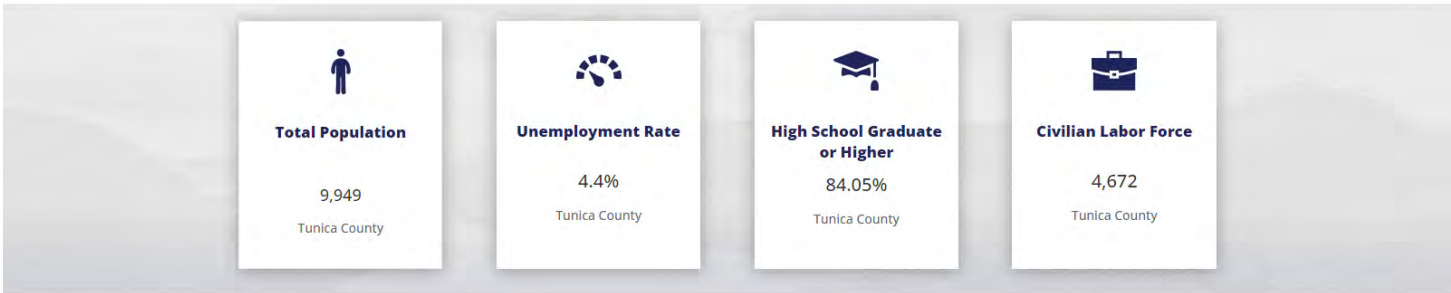 Total Population
9,949
Tunica County
Unemployment Rate
4.4%
Tunica County
High School Graduate
or Higher
84.05%
Tunica County
Civilian Labor Force
4,672
Tunica County